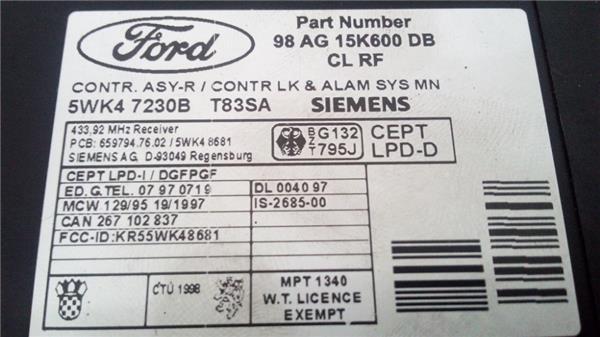 Ford
Part Number
98 AG 15K600 DB
CL RF
CONTR. ASY-R / CONTR LK & ALAM SYS MN
5WK4 7230B T83SA SIEMENS
433,92 MHz Receiver
PCB: 659794.76.02 / 5WK4 8681
SIEMENS AG. D-93049 Regensburg
BZT
G132
795J
CEPT
LPD-D
CEPT LPD-I / DGFPGF
ED. G.TEL. 07 97 0719
DL 004097
MCW 129/95 19/1997
IS-2685-00
CAN 267 102 837
FCC-ID:KR55WK48681
ČTÚ 1998
MPT 1340
W.T. LICENCE
EXEMPT